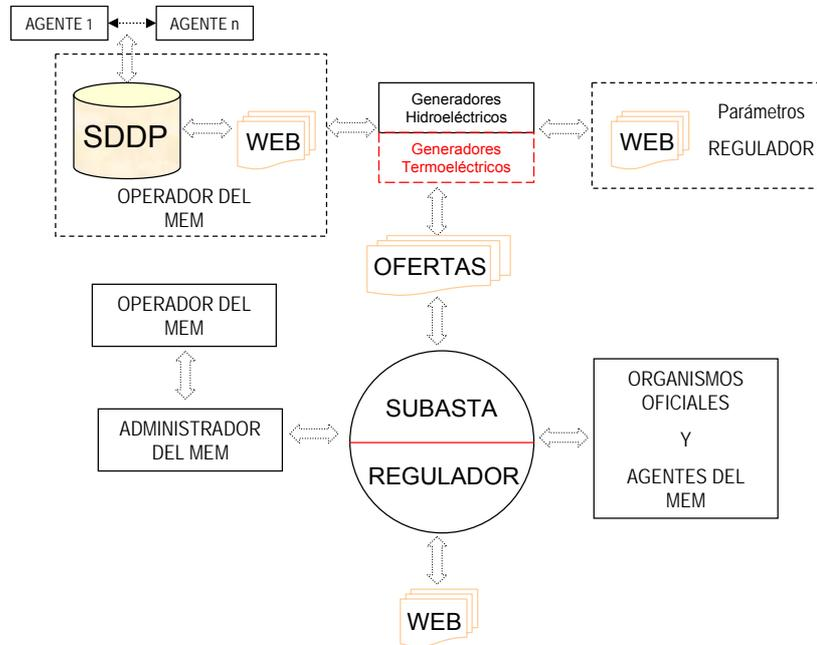 AGENTE 1
AGENTE n
SDDP
WEB
OPERADOR DEL
MEM
Generadores
Hidroeléctricos
Generadores
Termoeléctricos
WEB
Parámetros
REGULADOR
OFERTAS
OPERADOR DEL
MEM
ADMINISTRADOR
DEL MEM
SUBASTA
REGULADOR
ORGANISMOS
OFICIALES
Y
AGENTES DEL
MEM
WEB